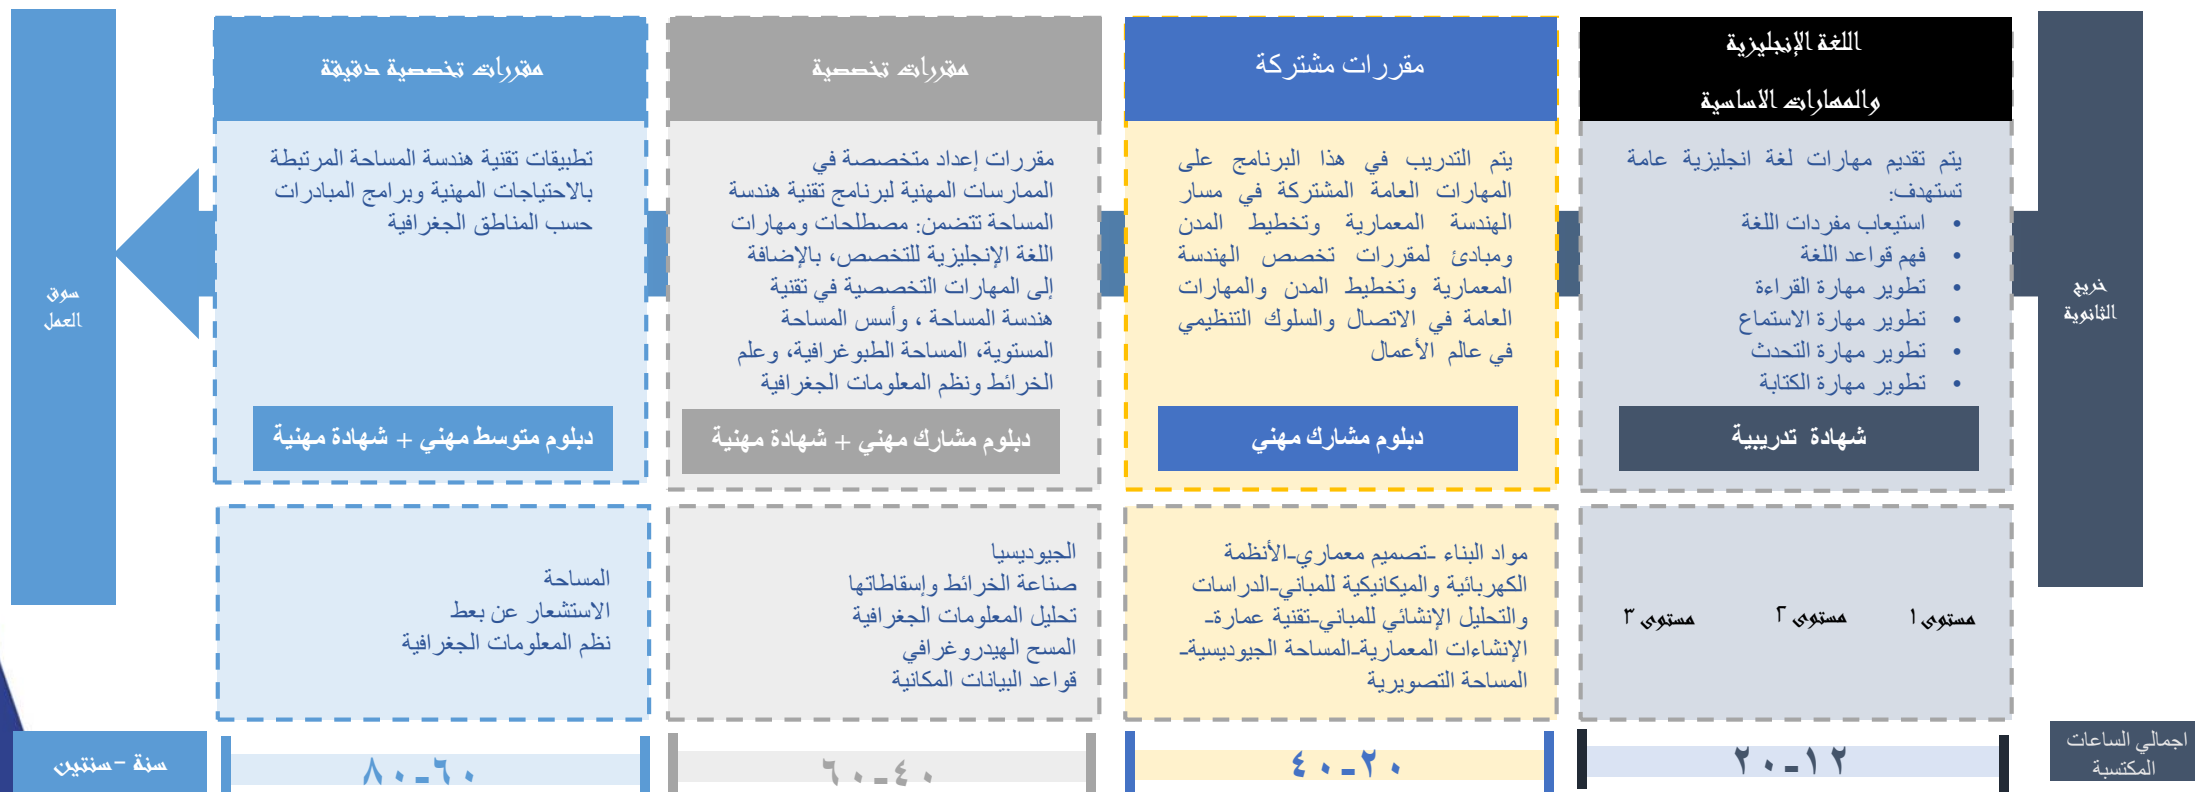 خريج
الثانوية
اللغة الإنجليزية
والمهارات الاساسية
يتم تقديم مهارات لغة انجليزية عامة
تستهدف:
• استيعاب مفردات اللغة
• فهم قواعد اللغة
• تطوير مهارة القراءة
• تطوير مهارة الاستماع
• تطوير مهارة التحدث
• تطوير مهارة الكتابة
شهادة تدريبية
مستوى ١ مستوى ٢ مستوى ٣
مقررات مشتركة
يتم التدريب في هذا البرنامج على
المهارات العامة المشتركة في مسار
الهندسة المعمارية وتخطيط المدن
ومبادئ لمقررات تخصص الهندسة
المعمارية وتخطيط المدن والمهارات
العامة في الاتصال والسلوك التنظيمي
في عالم الأعمال
دبلوم مشارك مهني
مواد البناء -تصميم معماري-الأنظمة
الكهربائية والميكانيكية للمباني-الدراسات
والتحليل الإنشائي للمباني-تقنية عمارة-
الإنشاءات المعمارية-المساحة الجيوديسية-
المساحة التصويرية
مقررات تخصصية
مقررات إعداد متخصصة في
الممارسات المهنية لبرنامج تقنية هندسة
المساحة تتضمن: مصطلحات ومهارات
اللغة الإنجليزية للتخصص، بالإضافة
إلى المهارات التخصصية في تقنية
هندسة المساحة ، وأسس المساحة
المستوية، المساحة الطبوغرافية، وعلم
الخرائط ونظم المعلومات الجغرافية
دبلوم مشارك مهني + شهادة مهنية
الجيوديسيا
صناعة الخرائط وإسقاطاتها
تحليل المعلومات الجغرافية
المسح الهيدروغرافي
قواعد البيانات المكانية
مقررات تخصصية دقيقة
تطبيقات تقنية هندسة المساحة المرتبطة
بالاحتياجات المهنية وبرامج المبادرات
حسب المناطق الجغرافية
دبلوم متوسط مهني + شهادة مهنية
المساحة
الاستشعار عن بعط
نظم المعلومات الجغرافية
سوق
العمل
اجمالي الساعات
المكتسبة
١٢-٢٠
٢٠-٤٠
٤٠-٦٠
٦٠-٨٠
سنة - سنتين